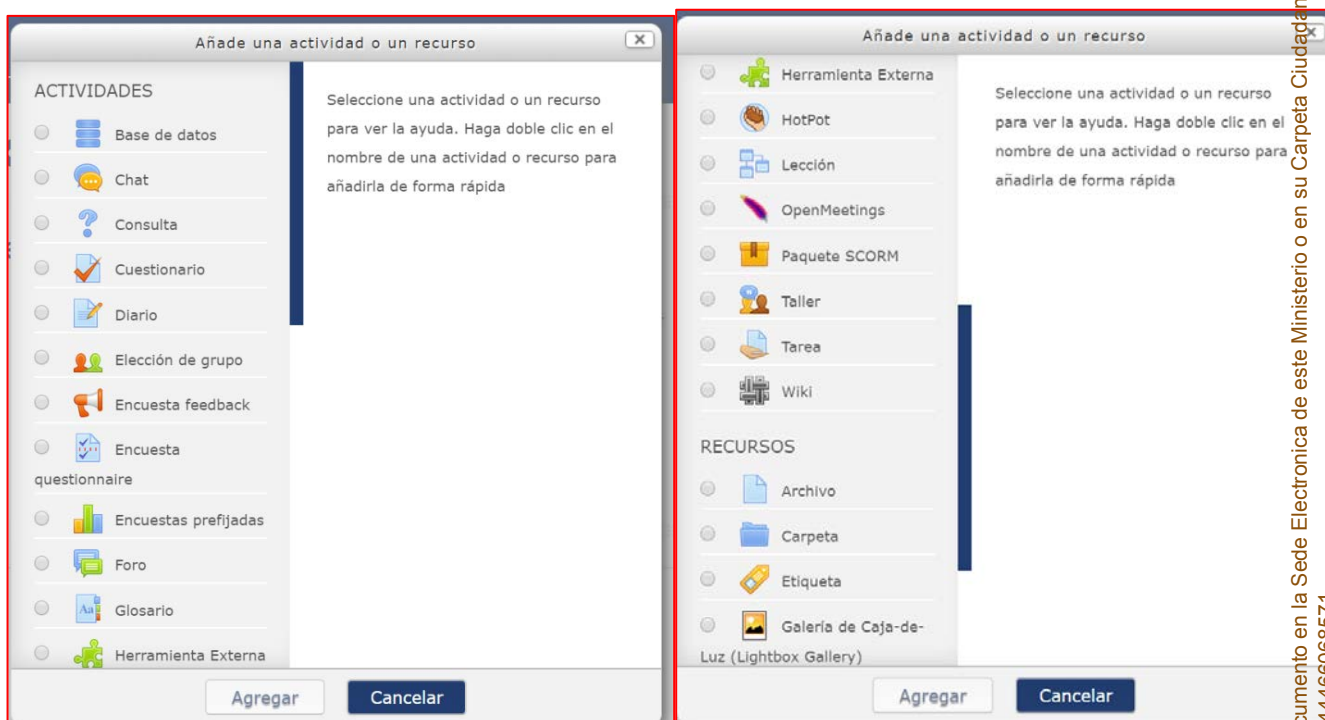 Añade una actividad o un recurso
ACTIVIDADES
Base de datos
Chat
Consulta
Cuestionario
Diario
Elección de grupo
Encuesta feedback
Encuesta
questionnaire
Encuestas prefijadas
Foro
Glosario
Herramienta Externa
Seleccione una actividad o un recurso
para ver la ayuda. Haga doble clic en el
nombre de una actividad o recurso para
añadirla de forma rápida
Agregar
Cancelar
Añade una actividad o un recurso
Herramienta Externa
HotPot
Lección
OpenMeetings
Paquete SCORM
Taller
Tarea
Wiki
RECURSOS
Archivo
Carpeta
Etiqueta
Galería de Caja-de-
Luz (Lightbox Gallery)
Seleccione una actividad o un recurso
para ver la ayuda. Haga doble clic en el
nombre de una actividad o recurso para
añadirla de forma rápida
Agregar
Cancelar
en la Sede Electronica de este Ministerio o en su Carpeta